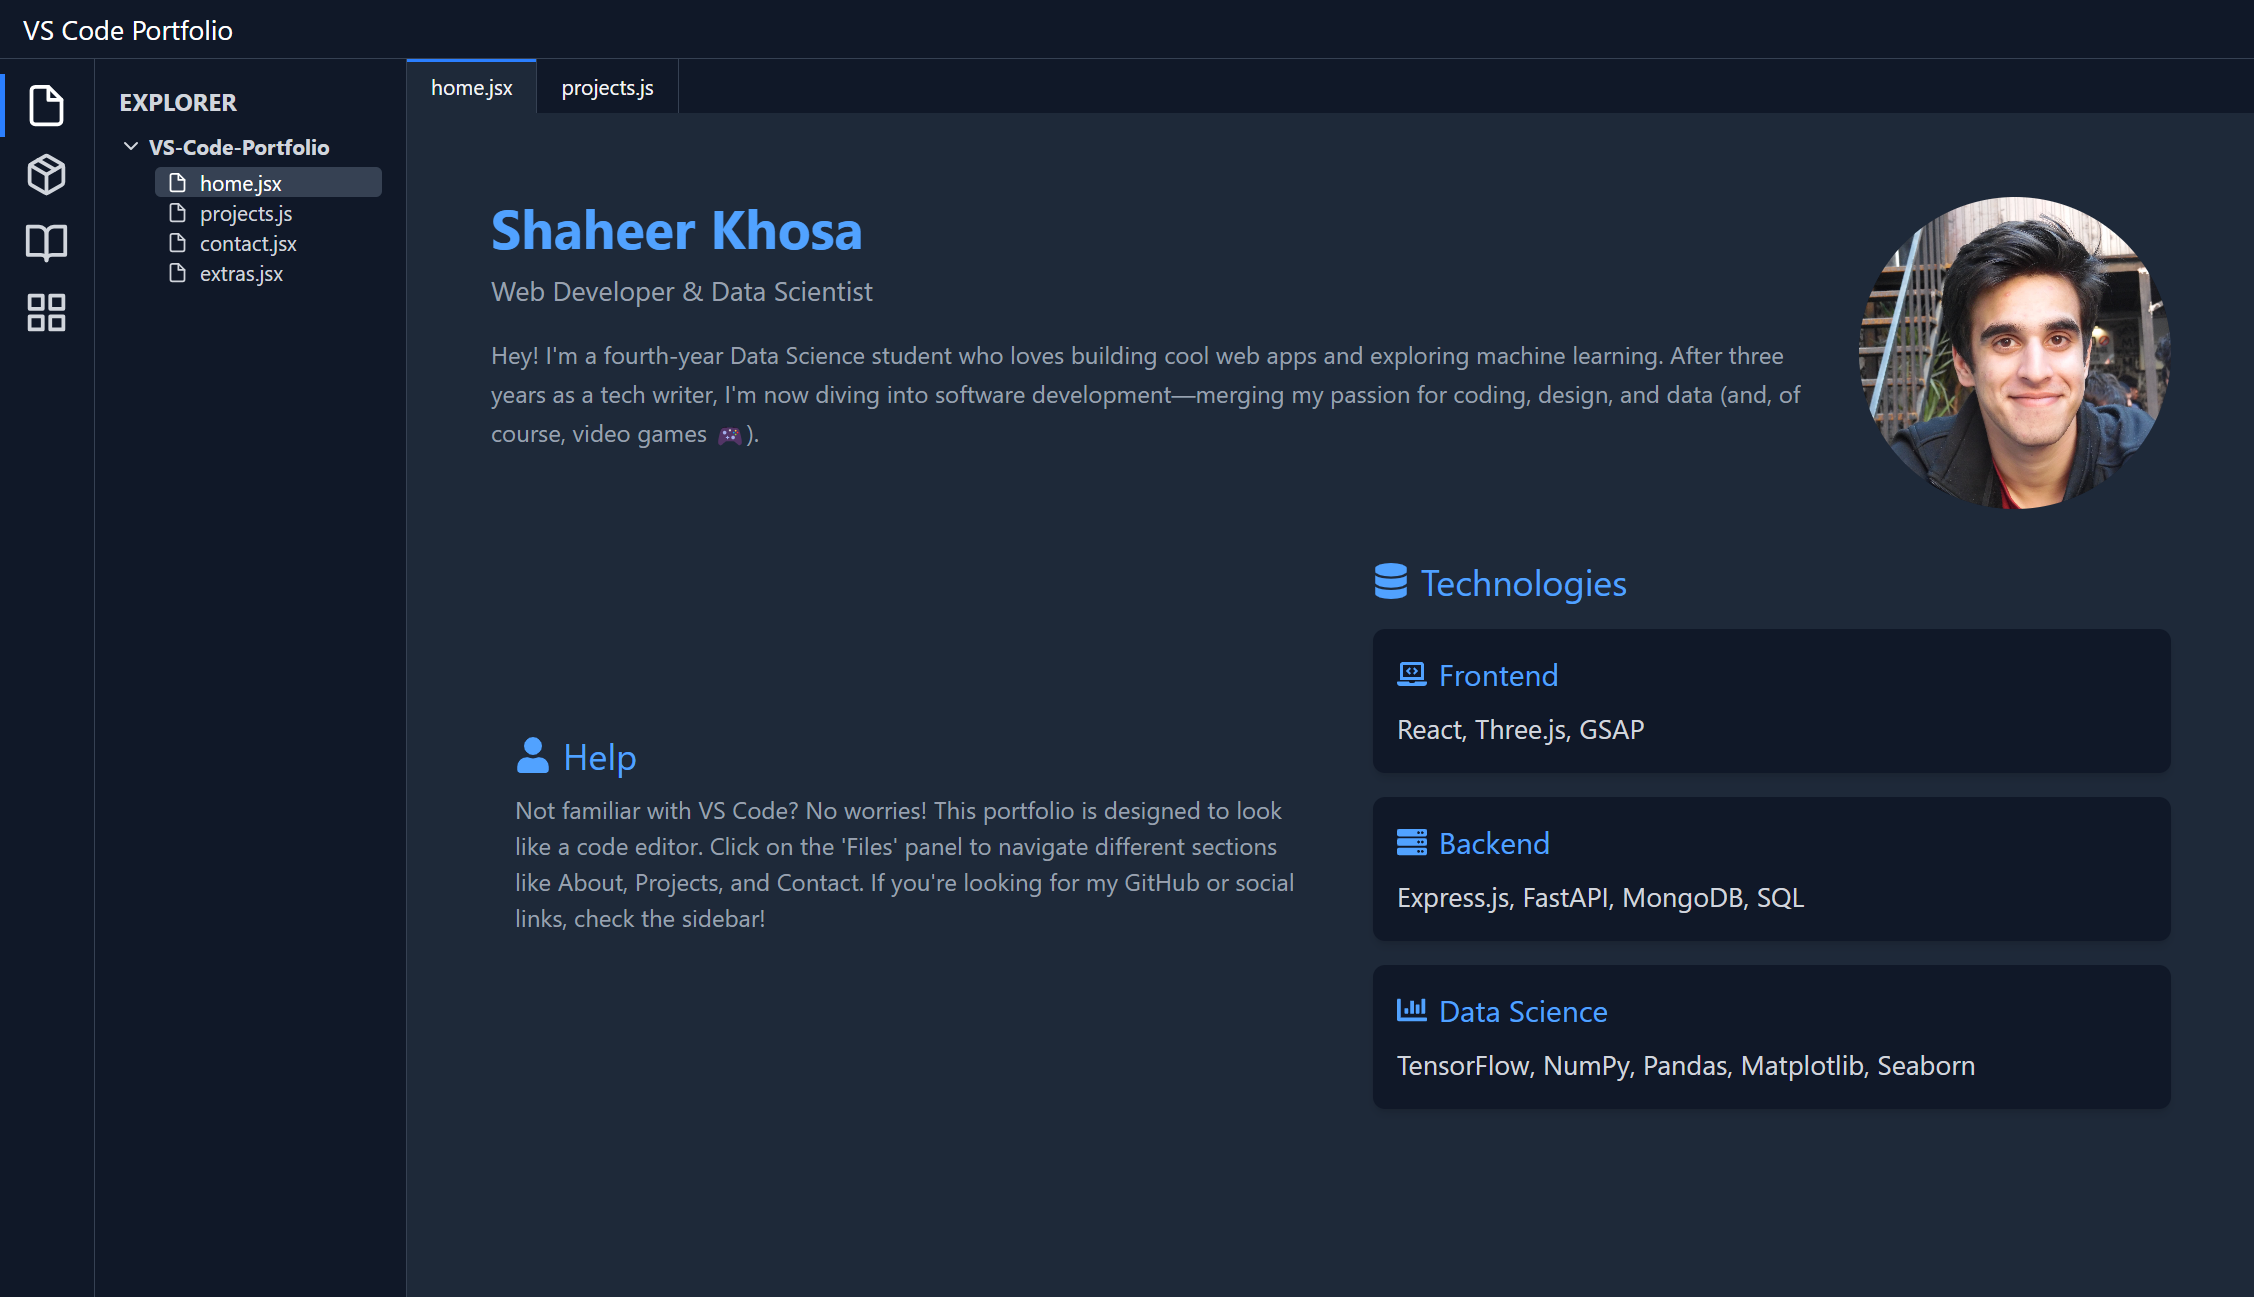 VS Code Portfolio
EXPLORER
VS-Code-Portfolio
home.jsx
projects.js
contact.jsx
extras.jsx
home.jsx
projects.js
Shaheer Khosa
Web Developer & Data Scientist
Hey! I'm a fourth-year Data Science student who loves building cool web apps and exploring machine learning. After three
years as a tech writer, I'm now diving into software development—merging my passion for coding, design, and data (and, of
course, video games 🎮).
Help
Not familiar with VS Code? No worries! This portfolio is designed to look
like a code editor. Click on the 'Files' panel to navigate different sections
like About, Projects, and Contact. If you're looking for my GitHub or social
links, check the sidebar!
Technologies
Frontend
React, Three.js, GSAP
Backend
Express.js, FastAPI, MongoDB, SQL
Data Science
TensorFlow, NumPy, Pandas, Matplotlib, Seaborn